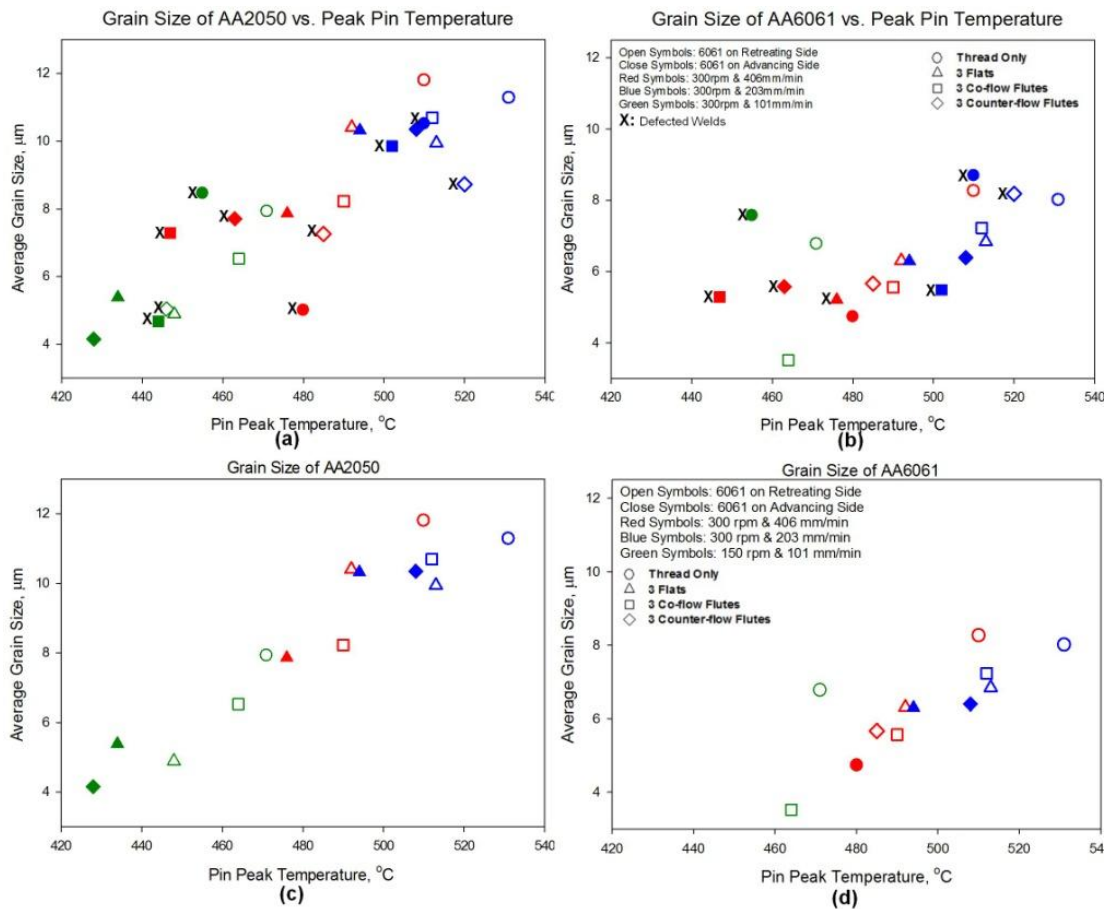 Grain Size of AA2050 vs. Peak Pin Temperature
12
10
8
6
4
Average Grain Size, µm
X
X
X
X
X
X
X
X
X
X
X
420 440 460 480 500 520 540
Pin Peak Temperature, °C
(a)
Grain Size of AA6061 vs. Peak Pin Temperature
Open Symbols: 6061 on Retreating Side
Close Symbols: 6061 on Advancing Side
Red Symbols: 300rpm & 406mm/min
Blue Symbols: 300rpm & 203mm/min
Green Symbols: 300rpm & 101mm/min
X: Defected Welds
Thread Only
3 Flats
3 Co-flow Flutes
3 Counter-flow Flutes
12
10
8
6
4
Average Grain Size, µm
X
X
X
X
X
X
X
420 440 460 480 500 520 540
Pin Peak Temperature, °C
(b)
Grain Size of AA2050
12
10
8
6
4
Average Grain Size, µm
420 440 460 480 500 520 540
Pin Peak Temperature, °C
(c)
Grain Size of AA6061
Open Symbols: 6061 on Retreating Side
Close Symbols: 6061 on Advancing Side
Red Symbols: 300 rpm & 406 mm/min
Blue Symbols: 300 rpm & 203 mm/min
Green Symbols: 150 rpm & 101 mm/min
Thread Only
3 Flats
3 Co-flow Flutes
3 Counter-flow Flutes
12
10
8
6
4
Average Grain Size, µm
420 440 460 480 500 520 540
Pin Peak Temperature, °C
(d)